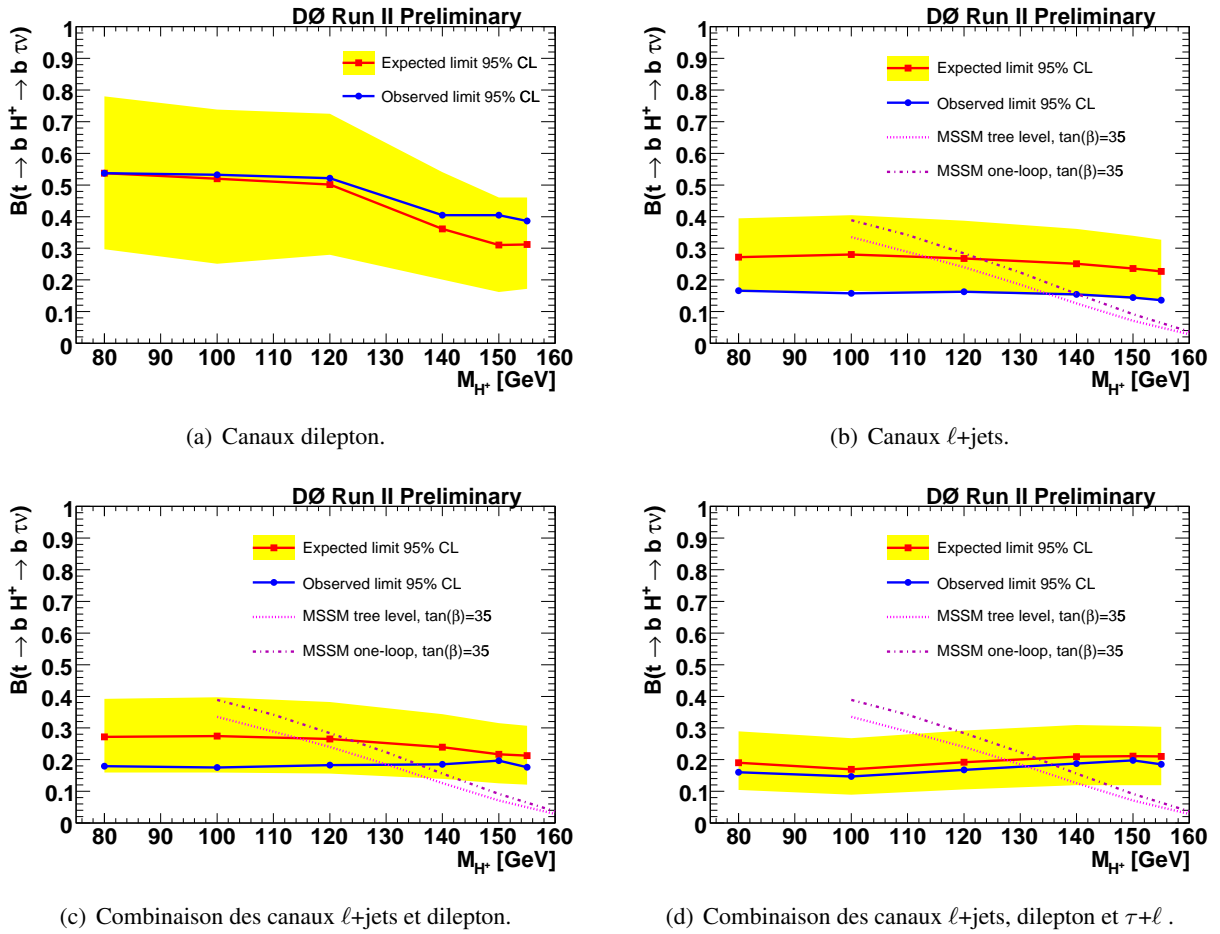 DØ Run II Preliminary
B(t → b H⁺ → b τν)
1
0.9
0.8
0.7
0.6
0.5
0.4
0.3
0.2
0.1
0
Expected limit 95% CL
Observed limit 95% CL
80 90 100 110 120 130 140 150 160
M_H⁺ [GeV]
(a) Canaux dilepton.
DØ Run II Preliminary
B(t → b H⁺ → b τν)
1
0.9
0.8
0.7
0.6
0.5
0.4
0.3
0.2
0.1
0
Expected limit 95% CL
Observed limit 95% CL
MSSM tree level, tan(β)=35
MSSM one-loop, tan(β)=35
80 90 100 110 120 130 140 150 160
M_H⁺ [GeV]
(b) Canaux ℓ+jets.
DØ Run II Preliminary
B(t → b H⁺ → b τν)
1
0.9
0.8
0.7
0.6
0.5
0.4
0.3
0.2
0.1
0
Expected limit 95% CL
Observed limit 95% CL
MSSM tree level, tan(β)=35
MSSM one-loop, tan(β)=35
80 90 100 110 120 130 140 150 160
M_H⁺ [GeV]
(c) Combinaison des canaux ℓ+jets et dilepton.
DØ Run II Preliminary
B(t → b H⁺ → b τν)
1
0.9
0.8
0.7
0.6
0.5
0.4
0.3
0.2
0.1
0
Expected limit 95% CL
Observed limit 95% CL
MSSM tree level, tan(β)=35
MSSM one-loop, tan(β)=35
80 90 100 110 120 130 140 150 160
M_H⁺ [GeV]
(d) Combinaison des canaux ℓ+jets, dilepton et τ+ℓ .